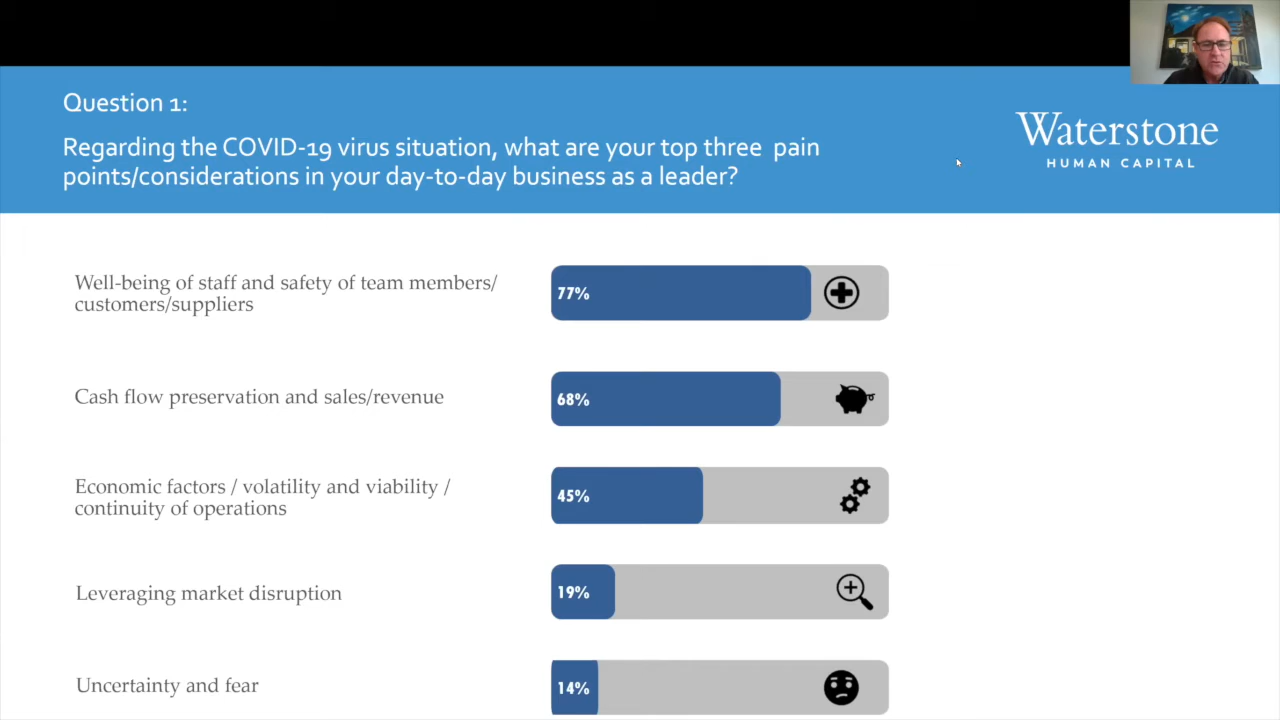 Question 1:
Regarding the COVID-19 virus situation, what are your top three pain
points/considerations in your day-to-day business as a leader?
Waterstone
HUMAN CAPITAL
Well-being of staff and safety of team members/
customers/suppliers
77%
Cash flow preservation and sales/revenue
68%
Economic factors / volatility and viability /
continuity of operations
45%
Leveraging market disruption
19%
Uncertainty and fear
14%